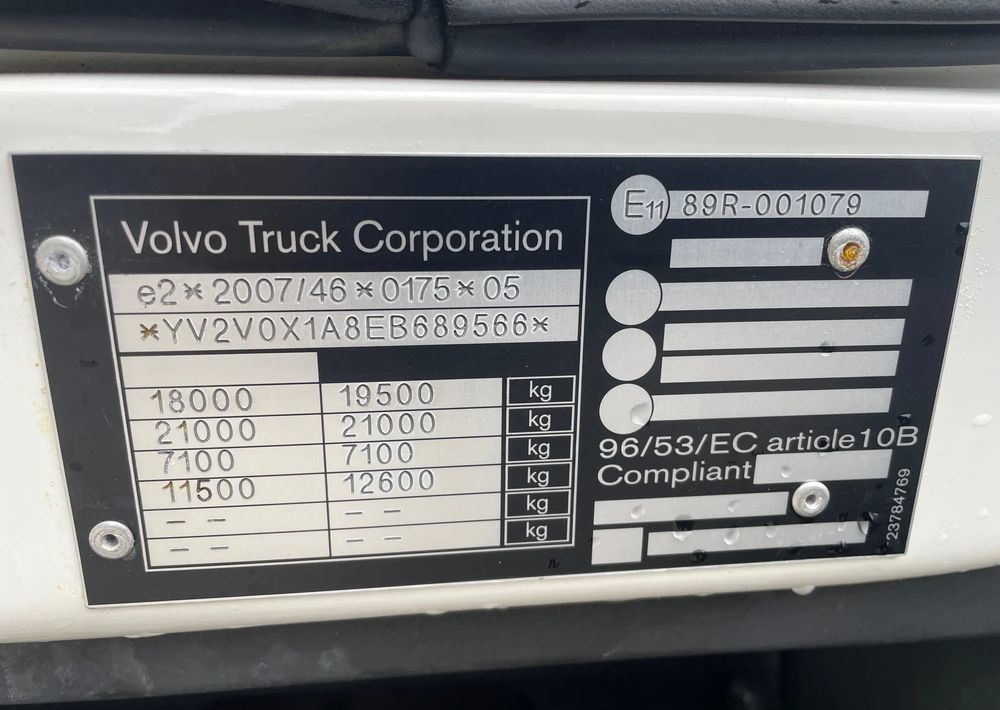 Volvo Truck Corporation
e2*2007/46*0175*05
*YV2V0X1A8EB689566*
18000 19500 kg
21000 21000 kg
7100 7100 kg
11500 12600 kg
– – – – kg
– – – – kg
E11 89R-001079
96/53/EC article10B
Compliant
23784769